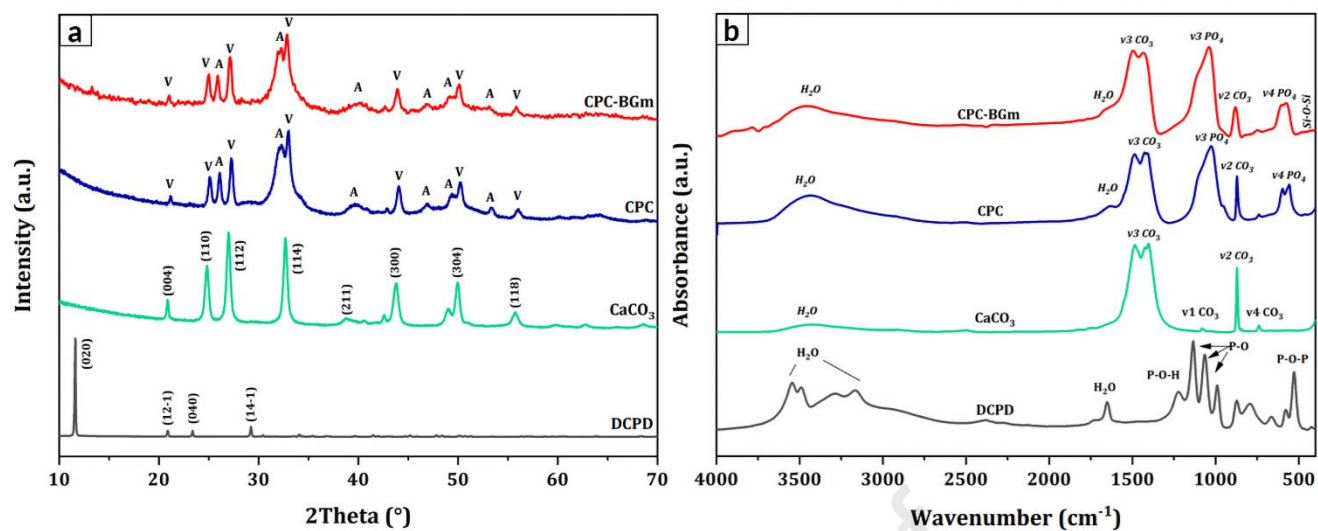 a
V
V
A
V
A
V
A
V
A
A
V
A
V
CPC-BGm
V
V
A
V
A
V
A
V
A
A
V
A
V
CPC
(004)
(110)
(112)
(114)
(211)
(300)
(304)
(118)
CaCO3
(020)
(12-1)
(040)
(14-1)
DCPD
10 20 30 40 50 60 70
2Theta (°)
Intensity (a.u.)
b
H2O
H2O
v3 CO3
v3 PO4
v2 CO3
v4 PO4
Si-O-Si
CPC-BGm
H2O
H2O
v3 CO3
v3 PO4
v2 CO3
v4 PO4
CPC
H2O
v3 CO3
v1 CO3
v2 CO3
v4 CO3
CaCO3
H2O
H2O
P-O-H
P-O
P-O-P
DCPD
4000 3500 3000 2500 2000 1500 1000 500
Wavenumber (cm-1)
Absorbance (a.u.)